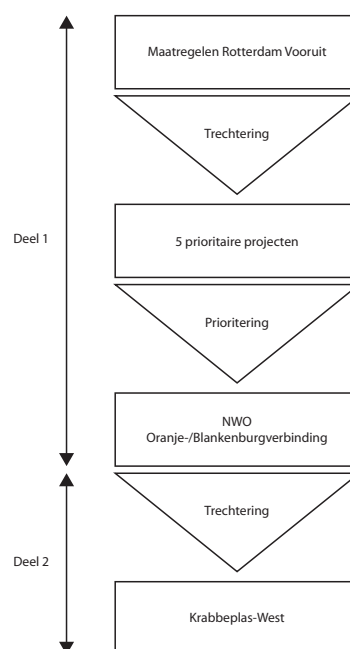 Maatregelen Rotterdam Vooruit
Trechtering
Deel 1
5 prioritaire projecten
Prioritering
NWO
Oranje-/Blankenburgverbinding
Trechtering
Deel 2
Krabbeplas-West